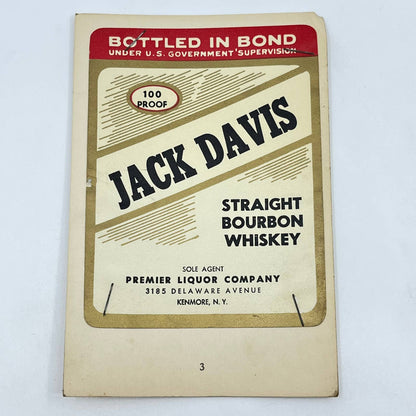 BOTTLED IN BOND
UNDER U.S. GOVERNMENT SUPERVISION
100
PROOF
JACK DAVIS
STRAIGHT
BOURBON
WHISKEY
SOLE AGENT
PREMIER LIQUOR COMPANY
3185 DELAWARE AVENUE
KENMORE, N. Y.
3